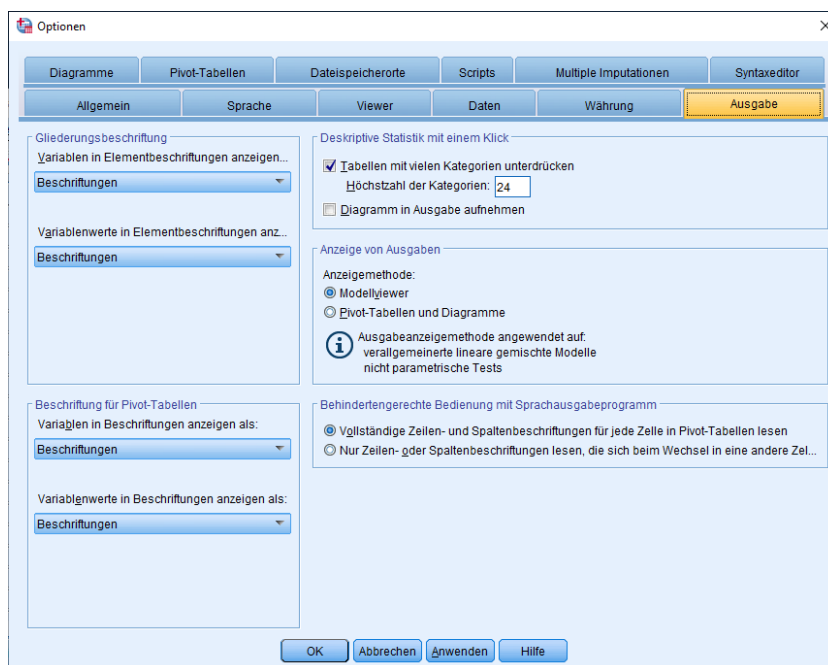 Optionen
Diagramme
Pivot-Tabellen
Dateispeicherorte
Scripts
Multiple Imputationen
Syntaxeditor
Allgemein
Sprache
Viewer
Daten
Währung
Ausgabe
Gliederungsbeschriftung
Variablen in Elementbeschriftungen anzeigen...
Beschriftungen
Variablenwerte in Elementbeschriftungen anz...
Beschriftungen
Deskriptive Statistik mit einem Klick
Tabellen mit vielen Kategorien unterdrücken
Höchstzahl der Kategorien: 24
Diagramm in Ausgabe aufnehmen
Anzeige von Ausgaben
Anzeigemethode:
Modellviewer
Pivot-Tabellen und Diagramme
Ausgabeanzeigemethode angewendet auf:
verallgemeinerte lineare gemischte Modelle
nicht parametrische Tests
Beschriftung für Pivot-Tabellen
Variablen in Beschriftungen anzeigen als:
Beschriftungen
Variablenwerte in Beschriftungen anzeigen als:
Beschriftungen
Behindertengerechte Bedienung mit Sprachausgabeprogramm
Vollständige Zeilen- und Spaltenbeschriftungen für jede Zelle in Pivot-Tabellen lesen
Nur Zeilen- oder Spaltenbeschriftungen lesen, die sich beim Wechsel in eine andere Zel...
OK
Abbrechen
Anwenden
Hilfe